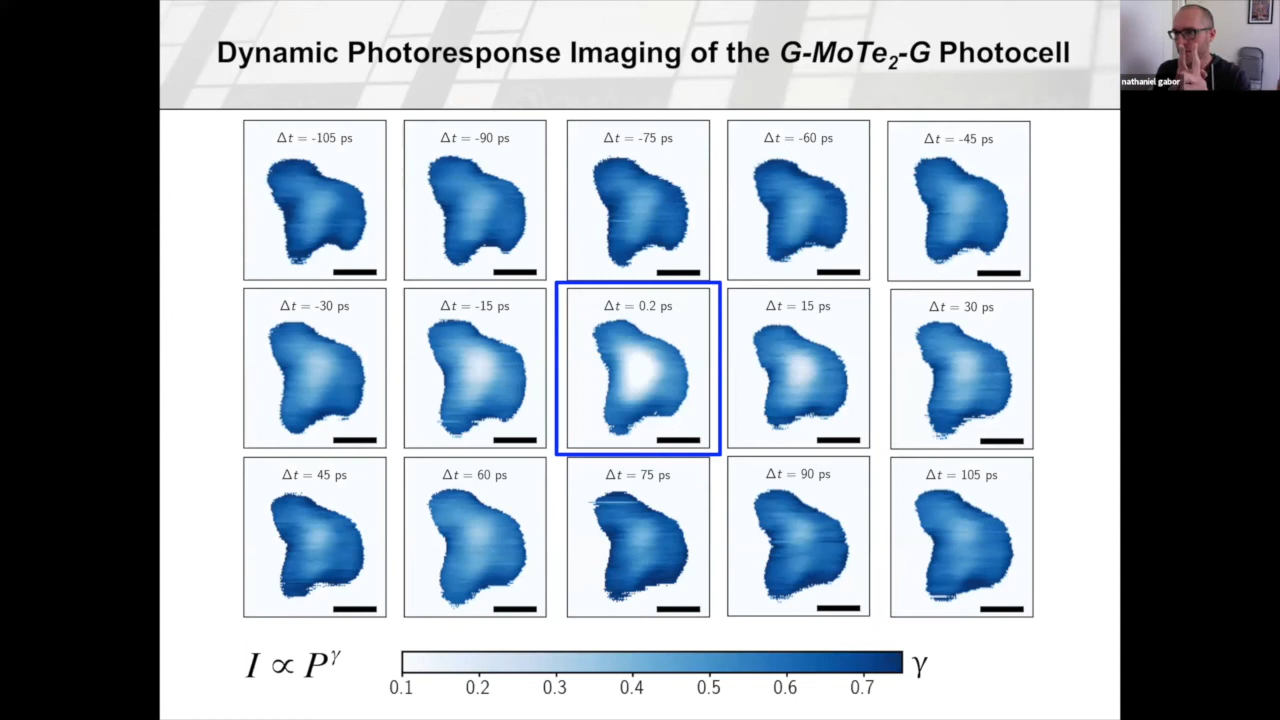 Dynamic Photoresponse Imaging of the G-MoTe₂-G Photocell
nathaniel gabor
Δt = -105 ps
Δt = -90 ps
Δt = -75 ps
Δt = -60 ps
Δt = -45 ps
Δt = -30 ps
Δt = -15 ps
Δt = 0.2 ps
Δt = 15 ps
Δt = 30 ps
Δt = 45 ps
Δt = 60 ps
Δt = 75 ps
Δt = 90 ps
Δt = 105 ps
I ∝ P^γ
γ
0.1 0.2 0.3 0.4 0.5 0.6 0.7